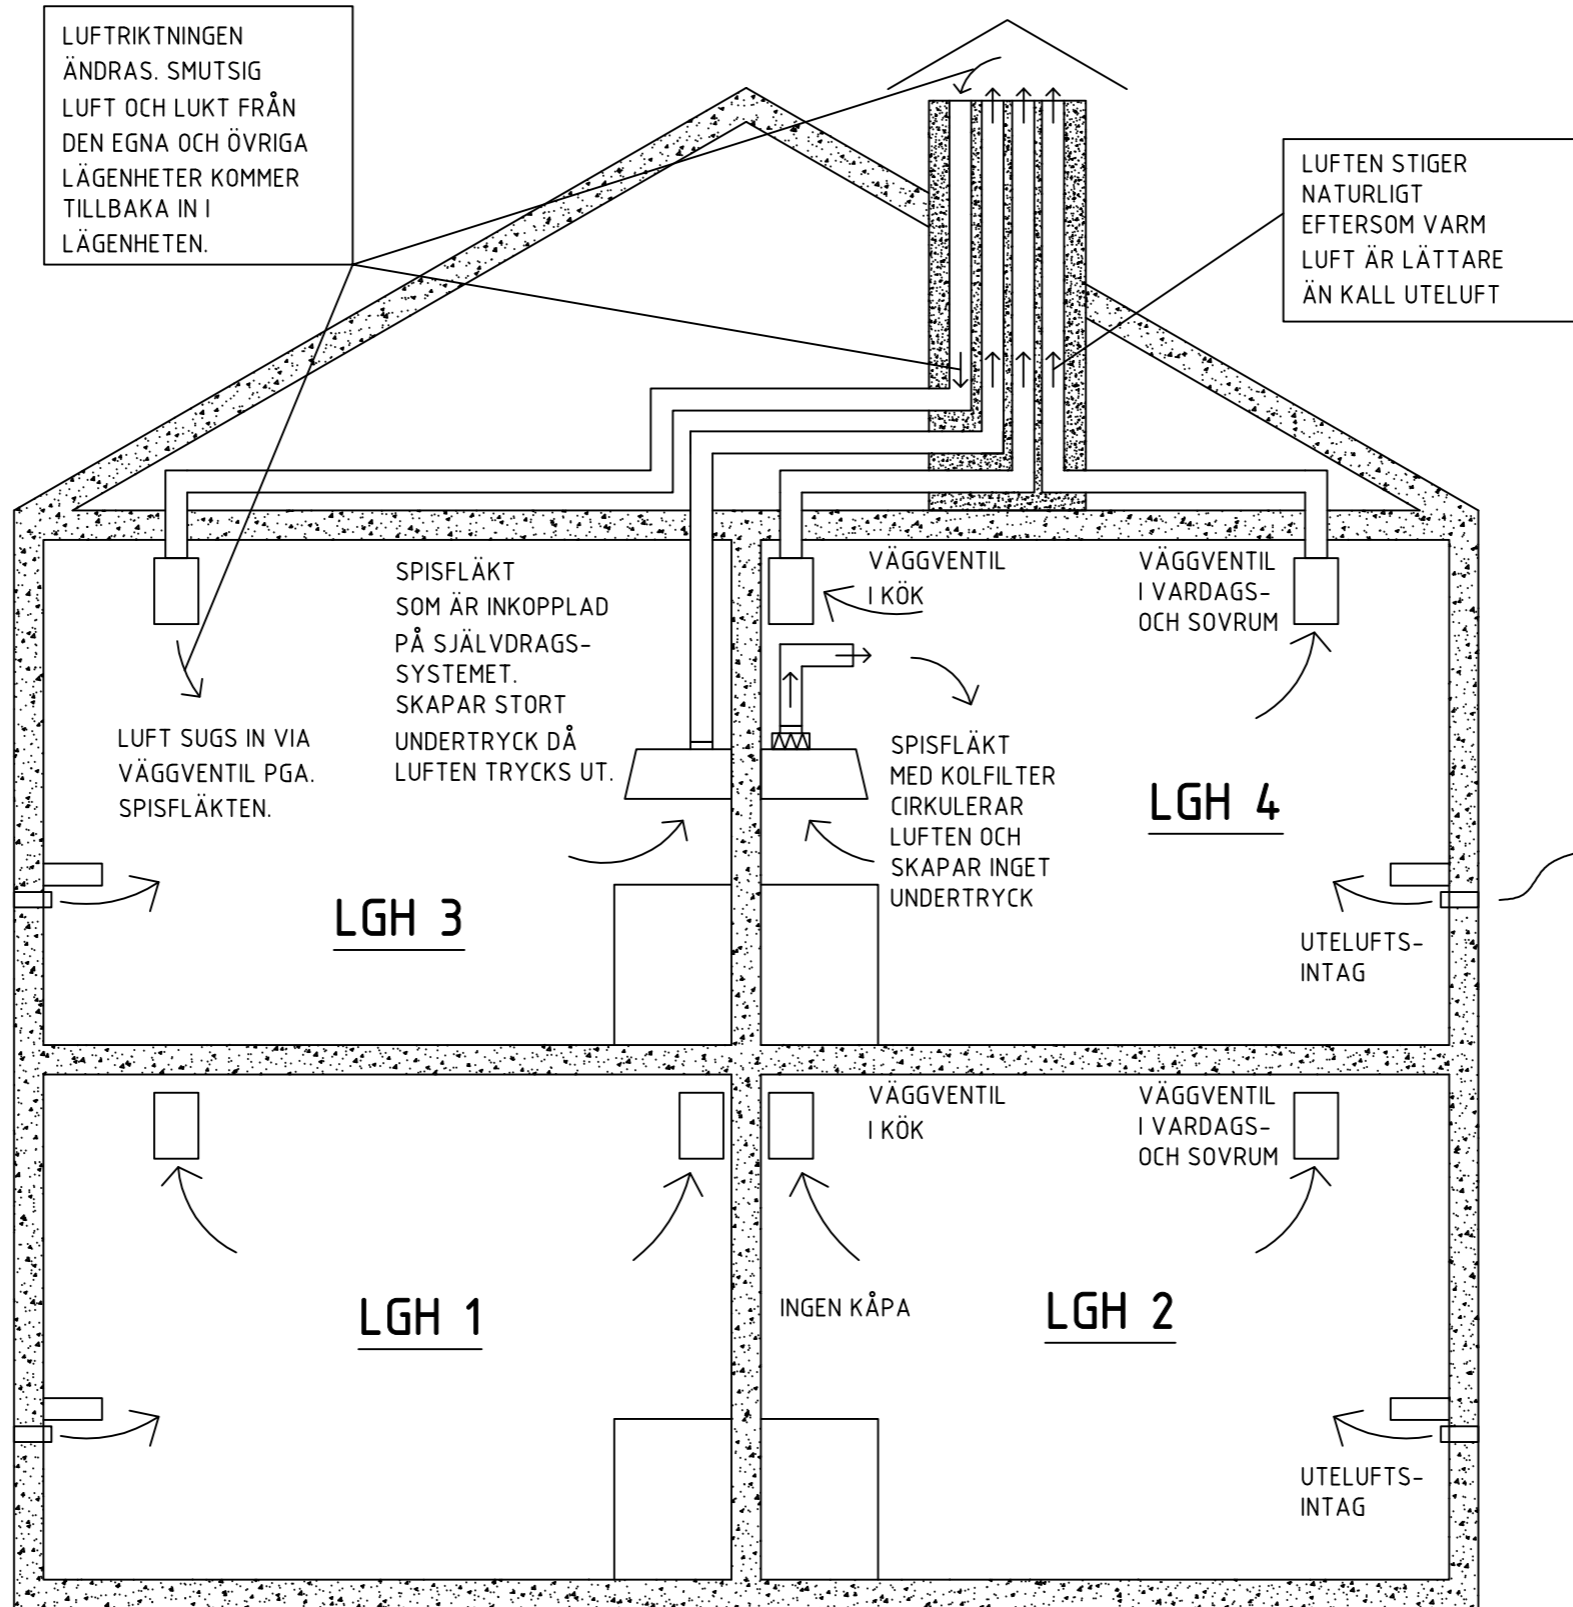 LUFTRIKTNINGEN
ÄNDRAS. SMUTSIG
LUFT OCH LUKT FRÅN
DEN EGNA OCH ÖVRIGA
LÄGENHETER KOMMER
TILLBAKA IN I
LÄGENHETEN.
LUFTEN STIGER
NATURLIGT
EFTERSOM VARM
LUFT ÄR LÄTTARE
ÄN KALL UTELUFT
SPISFLÄKT
SOM ÄR INKOPPLAD
PÅ SJÄLVDRAGS-
SYSTEMET.
SKAPAR STORT
UNDERTRYCK DÅ
LUFTEN TRYCKS UT.
LUFT SUGS IN VIA
VÄGGVENTIL PGA.
SPISFLÄKTEN.
LGH 3
VÄGGVENTIL
I KÖK
VÄGGVENTIL
I VARDAGS-
OCH SOVRUM
SPISFLÄKT
MED KOLFILTER
CIRKULERAR
LUFTEN OCH
SKAPAR INGET
UNDERTRYCK
LGH 4
UTELUFTS-
INTAG
LGH 1
VÄGGVENTIL
I KÖK
VÄGGVENTIL
I VARDAGS-
OCH SOVRUM
INGEN KÅPA
LGH 2
UTELUFTS-
INTAG